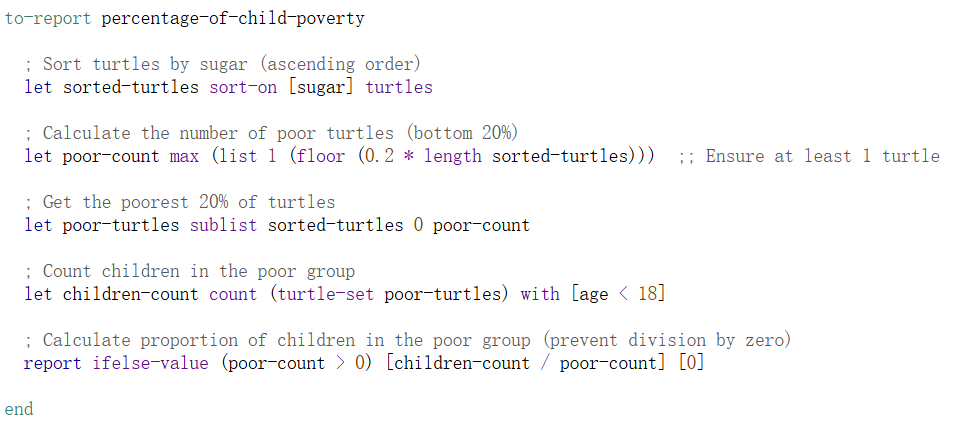 to-report percentage-of-child-poverty
; Sort turtles by sugar (ascending order)
let sorted-turtles sort-on [sugar] turtles
; Calculate the number of poor turtles (bottom 20%)
let poor-count max (list 1 (floor (0.2 * length sorted-turtles)))  ;; Ensure at least 1 turtle
; Get the poorest 20% of turtles
let poor-turtles sublist sorted-turtles 0 poor-count
; Count children in the poor group
let children-count count (turtle-set poor-turtles) with [age < 18]
; Calculate proportion of children in the poor group (prevent division by zero)
report ifelse-value (poor-count > 0) [children-count / poor-count] [0]
end